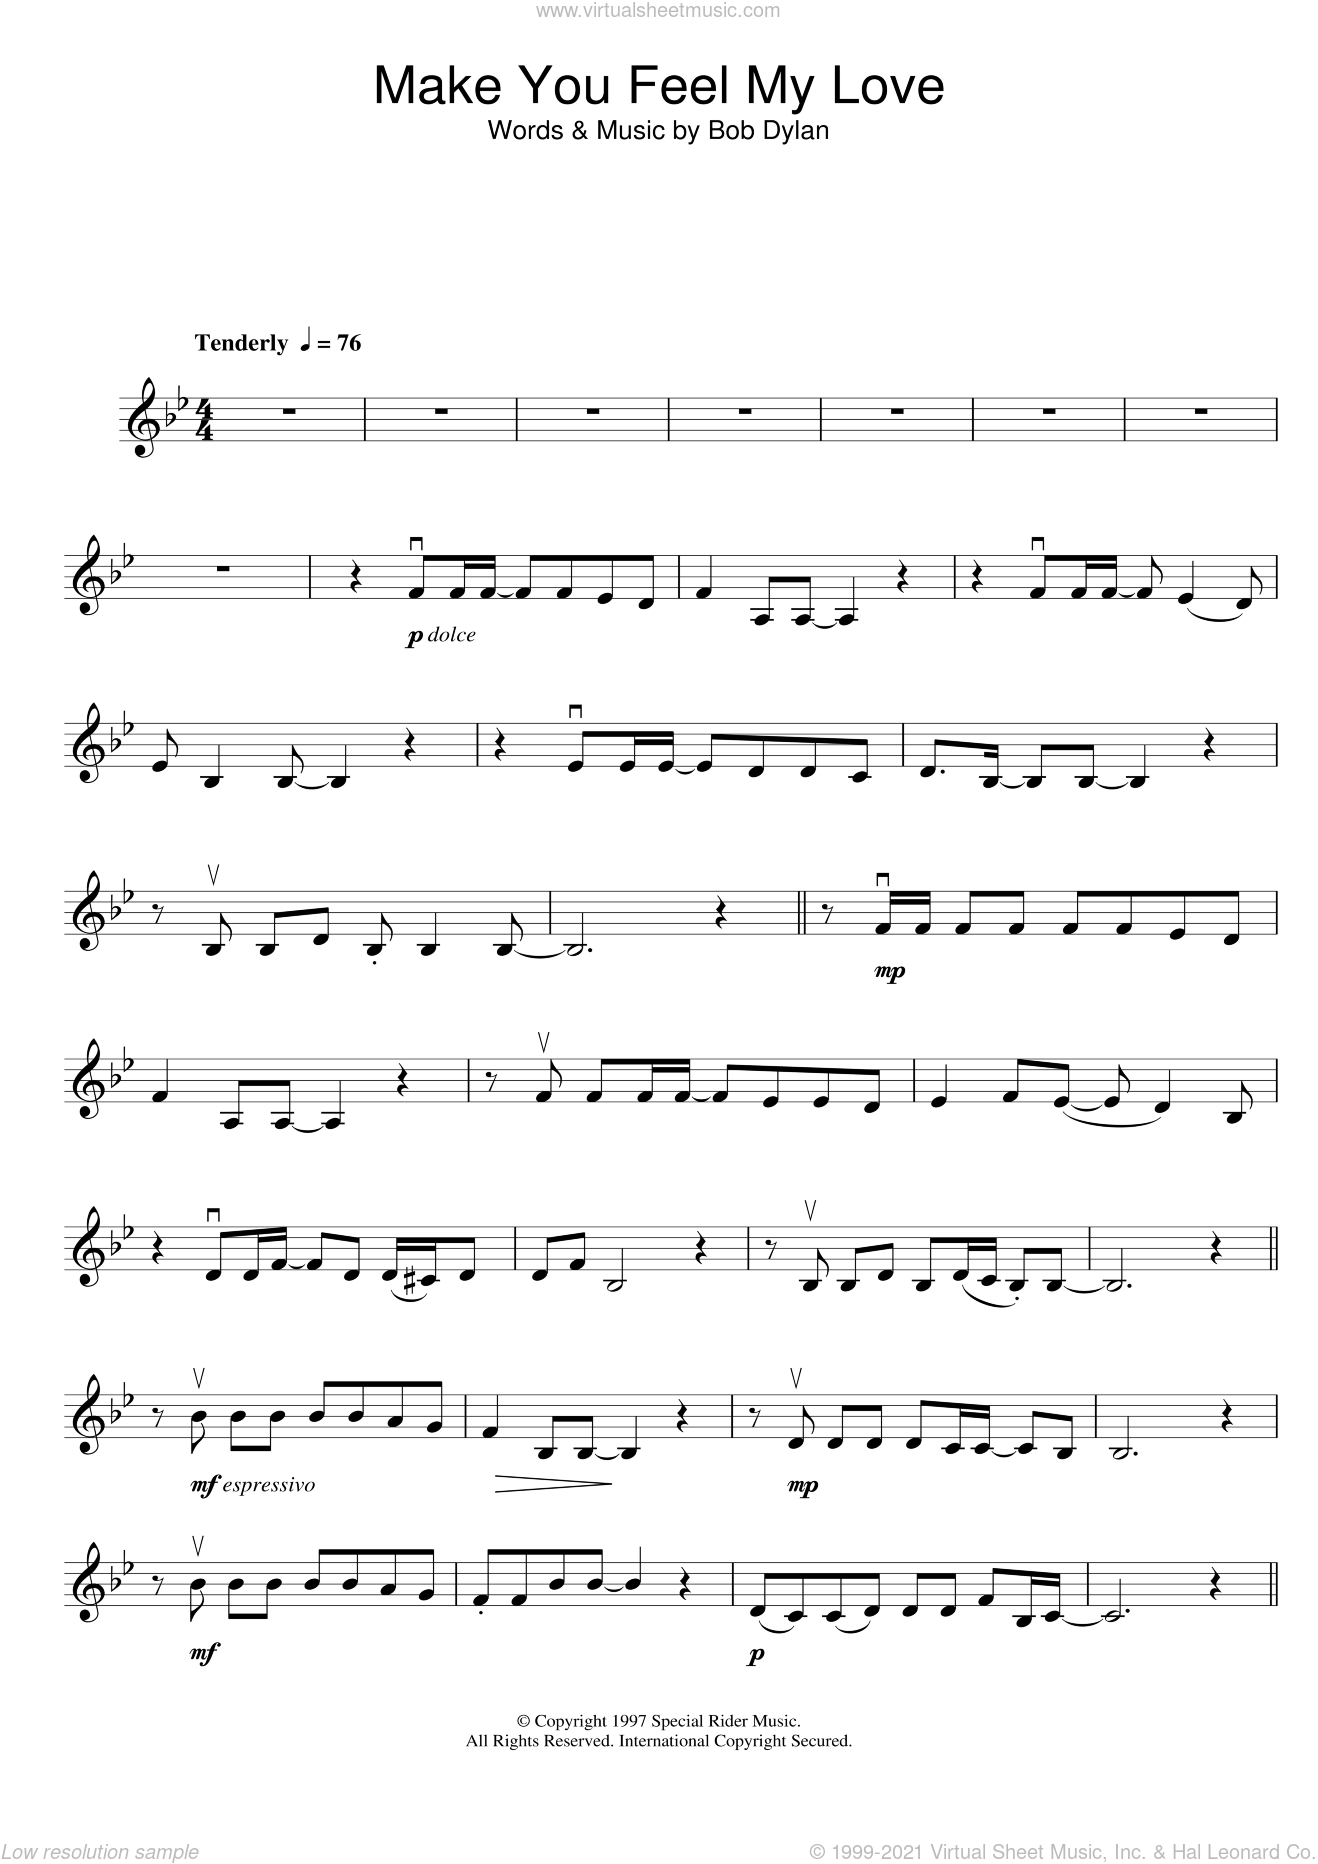 www.virtualsheetmusic.com
Make You Feel My Love
Words & Music by Bob Dylan
Tenderly ♩ = 76
4
4
p dolce
mp
mf espressivo
mp
mf
p
© Copyright 1997 Special Rider Music.
All Rights Reserved. International Copyright Secured.
Low resolution sample
© 1999-2021 Virtual Sheet Music, Inc. & Hal Leonard Co.